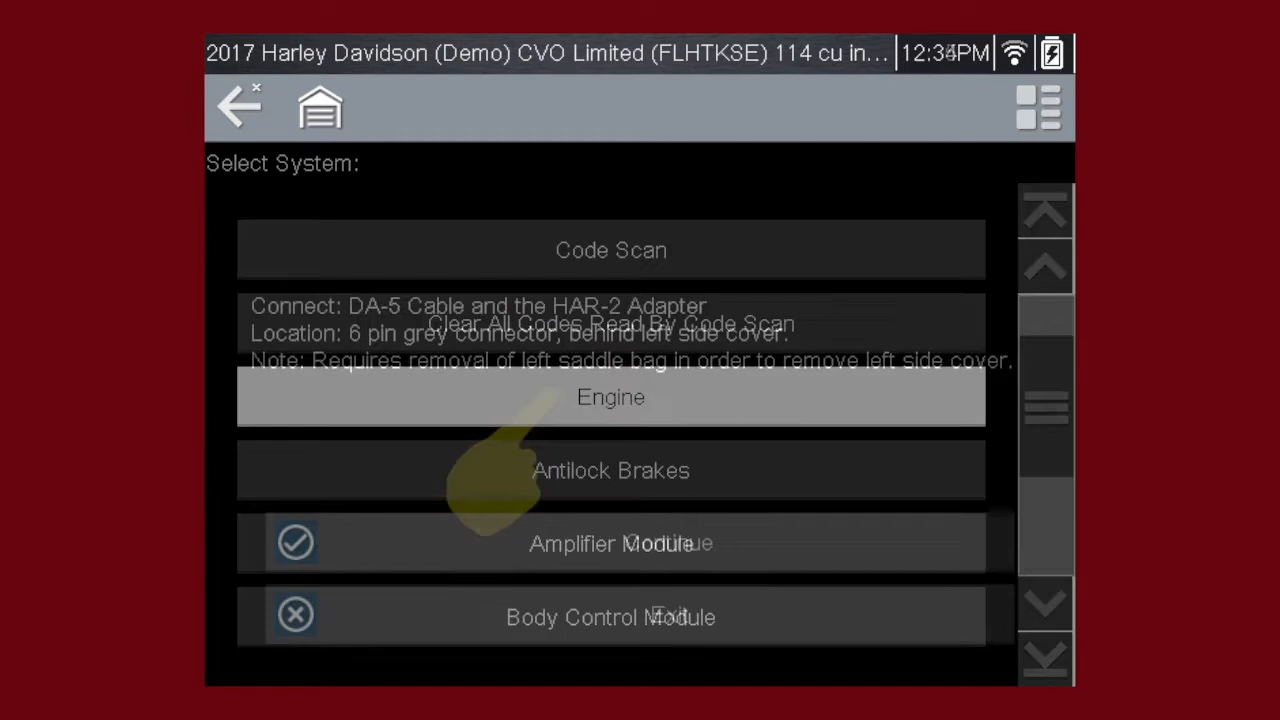 2017 Harley Davidson (Demo) CVO Limited (FLHTKSE) 114 cu in...
Select System:
Code Scan
Connect: DA-5 Cable and the HAR-2 Adapter
Clear All Codes Read By Code Scan
Location: 6 pin grey connector, behind left side cover.
Note: Requires removal of left saddle bag in order to remove left side cover.
Engine
Antilock Brakes
Amplifier Module
Continue
Body Control Module
Exit